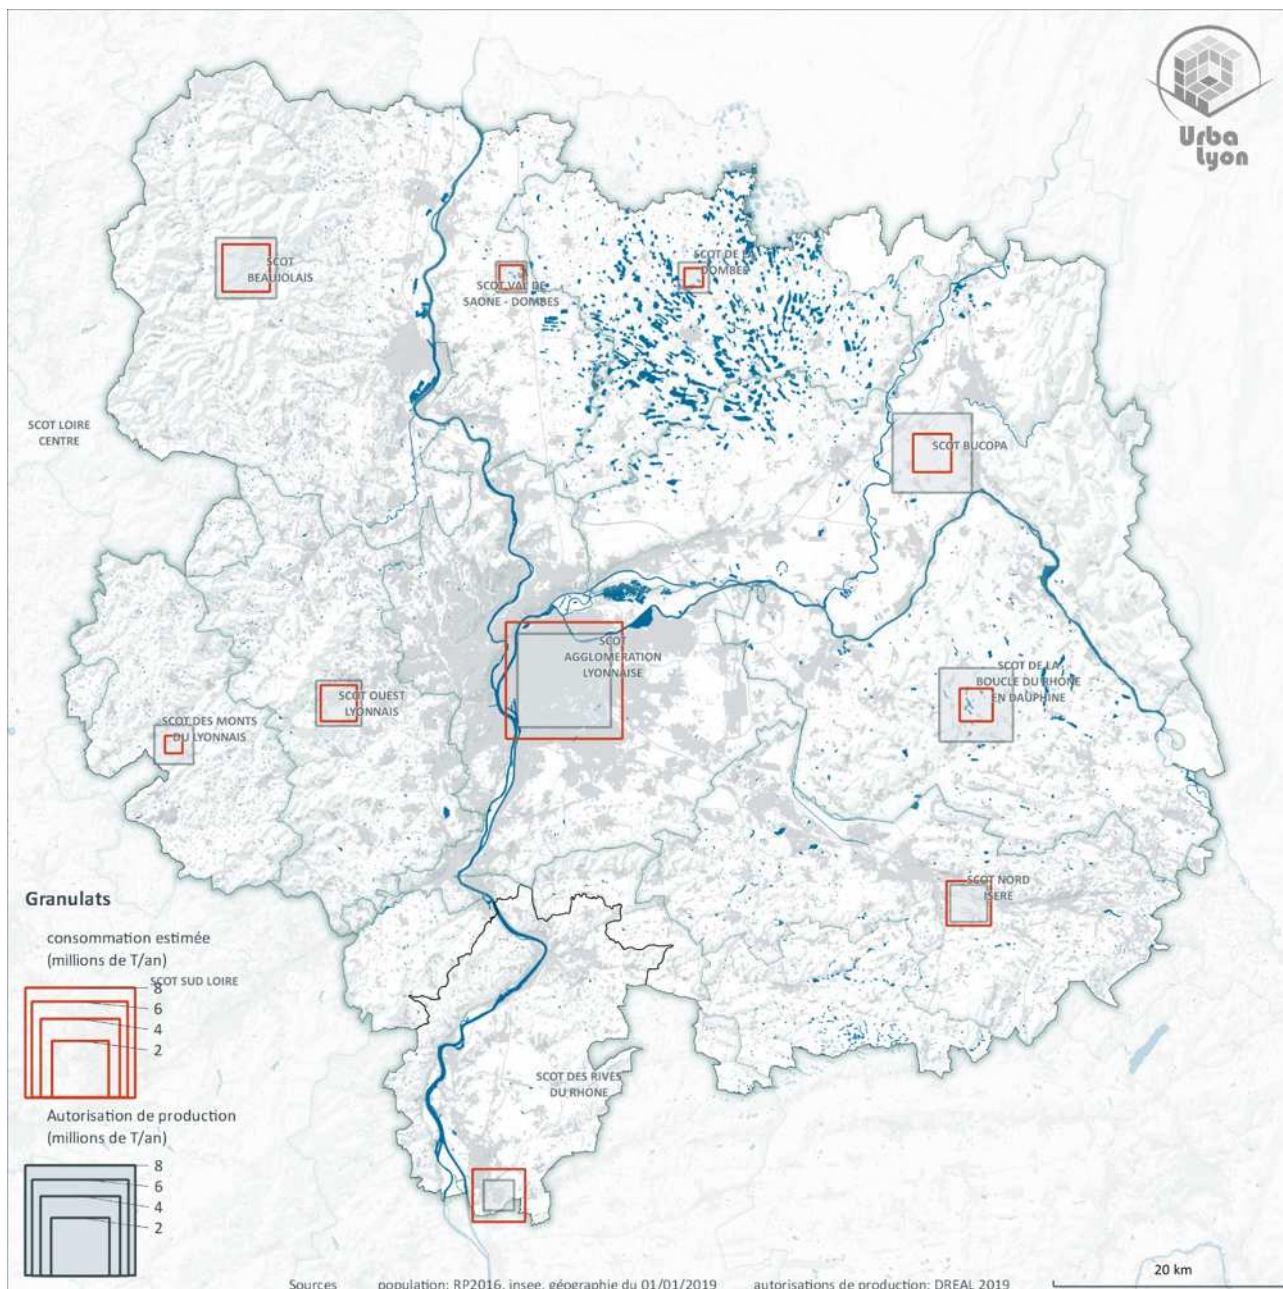 Urba
Lyon
SCOT
BEAUJOLAIS
SCOT VAL DE
SAONE - DOMBES
SCOT DE LA
DOMBES
SCOT LOIRE
CENTRE
SCOT BUCOPA
SCOT
AGGLOMERATION
LYONNAISE
SCOT DE LA
BOUCLE DU RHONE
EN DAUPHINE
SCOT OUEST
LYONNAIS
SCOT DES MONTS
DU LYONNAIS
SCOT NORD
ISERE
Granulats
consommation estimée
(millions de T/an)
SCOT SUD LOIRE
8
6
4
2
SCOT DES RIVES
DU RHONE
Autorisation de production
(millions de T/an)
8
6
4
2
20 km
Sources population: RP2016, insee, géographie du 01/01/2019 autorisations de production: DREAL 2019